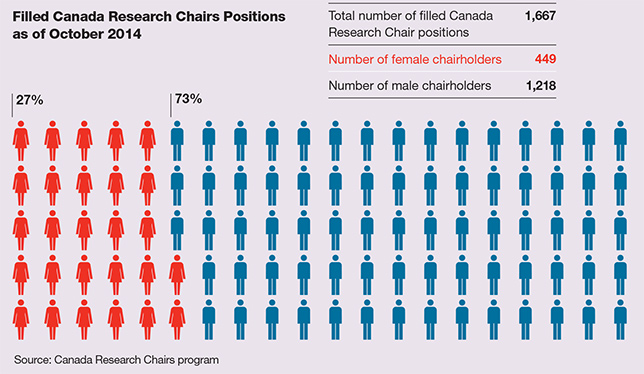 Filled Canada Research Chairs Positions
as of October 2014
Total number of filled Canada 1,667
Research Chair positions
Number of female chairholders 449
Number of male chairholders 1,218
27% 73%
Source: Canada Research Chairs program